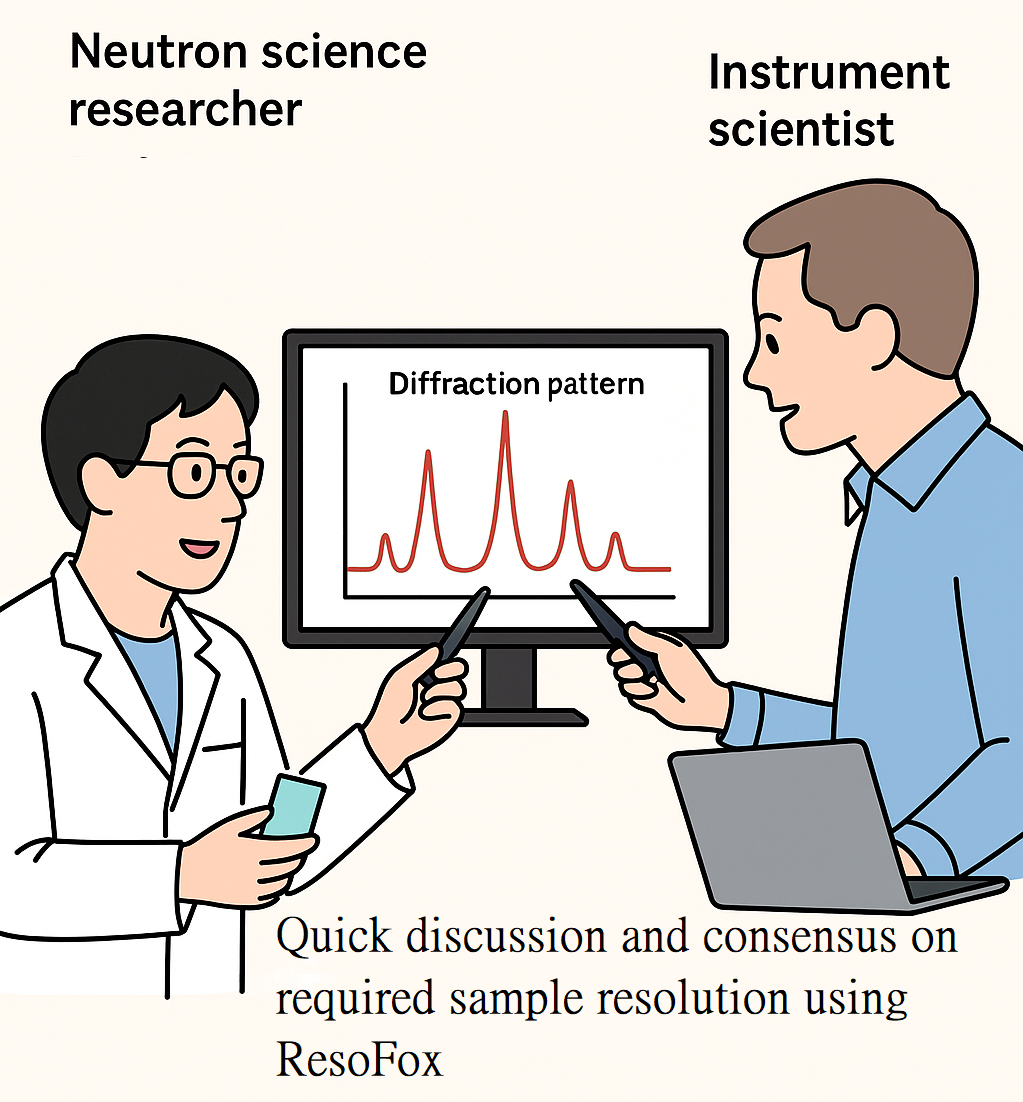 Neutron science
researcher
Instrument
scientist
Diffraction pattern
Quick discussion and consensus on
required sample resolution using
ResoFox